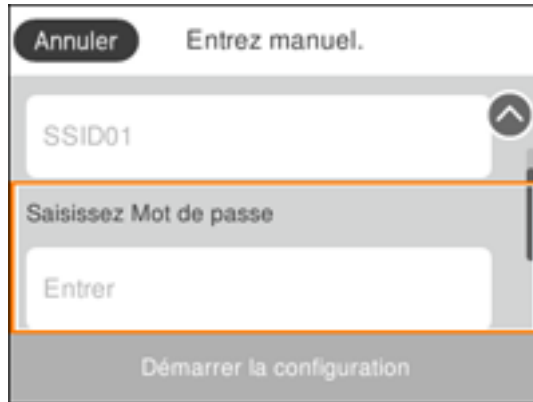 Annuler
Entrez manuel.
SSID01
Saisissez Mot de passe
Entrer
Démarrer la configuration